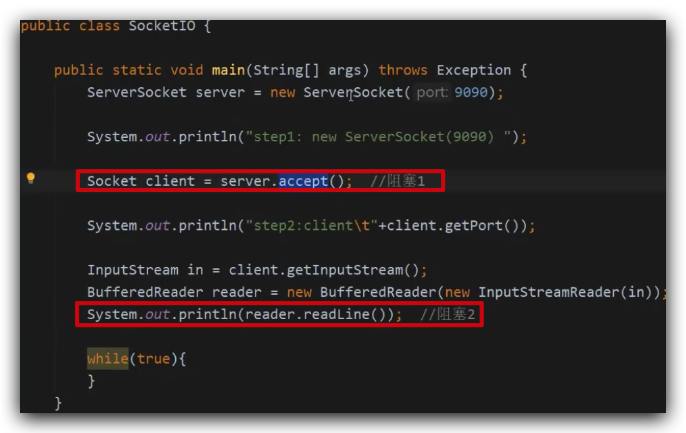 public class SocketIO {
public static void main(String[] args) throws Exception {
ServerSocket server = new ServerSocket( port: 9090);
System.out.println("step1: new ServerSocket(9090) ");
Socket client = server.accept();  //阻塞1
System.out.println("step2:client\t"+client.getPort());
InputStream in = client.getInputStream();
BufferedReader reader = new BufferedReader(new InputStreamReader(in));
System.out.println(reader.readLine());  //阻塞2
while(true){
}
}